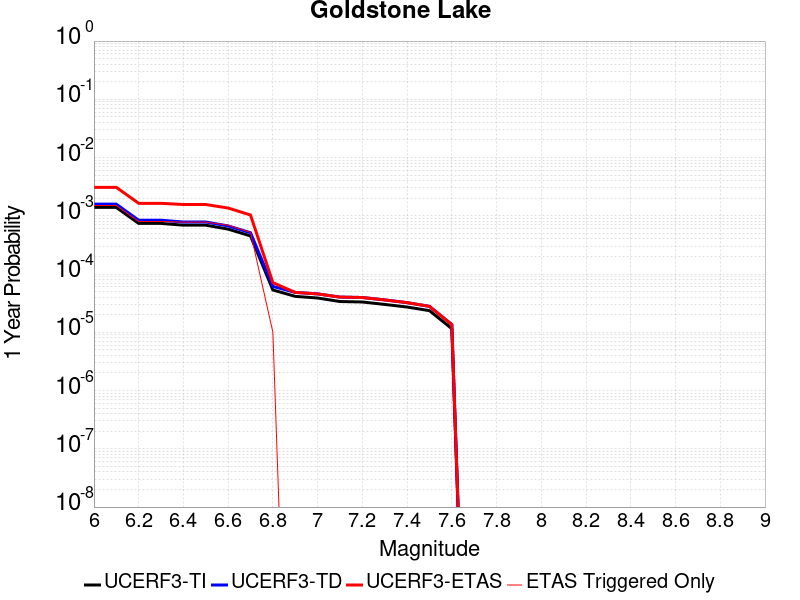 Goldstone Lake
10^0
10^-1
10^-2
10^-3
10^-4
10^-5
10^-6
10^-7
10^-8
1 Year Probability
6 6.2 6.4 6.6 6.8 7 7.2 7.4 7.6 7.8 8 8.2 8.4 8.6 8.8 9
Magnitude
UCERF3-TI UCERF3-TD UCERF3-ETAS ETAS Triggered Only